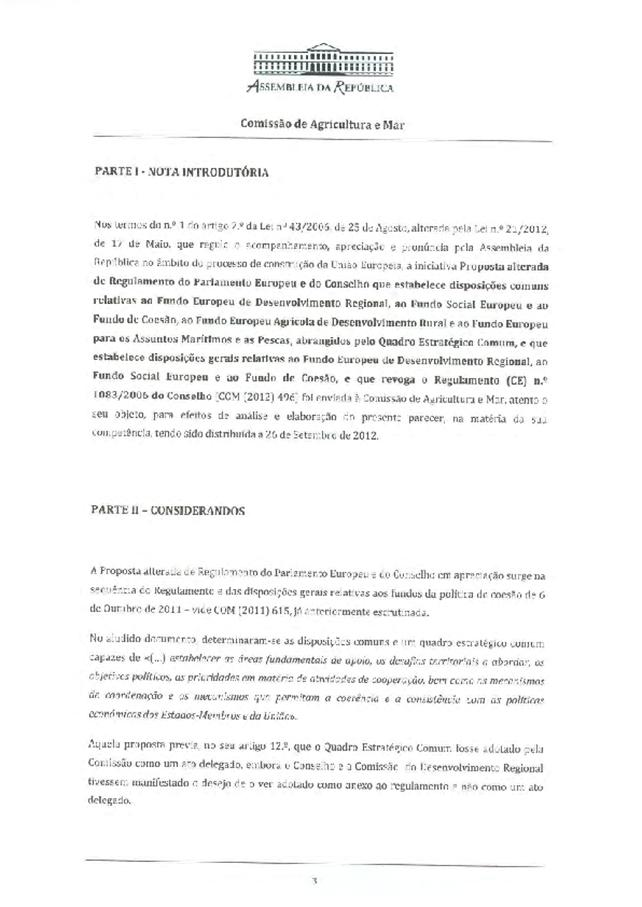 ASSEMBLEIA DA REPÚBLICA
Comissão de Agricultura e Mar
PARTE I - NOTA INTRODUTÓRIA
Nos termos do n.º 1 do artigo 7.º da Lei nº 43/2006, de 25 de Agosto, alterada pela Lei n.º 21/2012,
de 17 de Maio, que regula o acompanhamento, apreciação e pronúncia pela Assembleia da
República no âmbito do processo de construção da União Europeia, a iniciativa Proposta alterada
de Regulamento do Parlamento Europeu e do Conselho que estabelece disposições comuns
relativas ao Fundo Europeu de Desenvolvimento Regional, ao Fundo Social Europeu e ao
Fundo de Coesão, ao Fundo Europeu Agrícola de Desenvolvimento Rural e ao Fundo Europeu
para os Assuntos Marítimos e as Pescas, abrangidos pelo Quadro Estratégico Comum, e que
estabelece disposições gerais relativas ao Fundo Europeu de Desenvolvimento Regional, ao
Fundo Social Europeu e ao Fundo de Coesão, e que revoga o Regulamento (CE) n.º
1083/2006 do Conselho [COM (2012) 496] foi enviada à Comissão de Agricultura e Mar, atento o
seu objeto, para efeitos de análise e elaboração do presente parecer, na matéria da sua
competência, tendo sido distribuída a 26 de Setembro de 2012.
PARTE II – CONSIDERANDOS
A Proposta alterada de Regulamento do Parlamento Europeu e do Conselho em apreciação surge na
sequência do Regulamento e das disposições gerais relativas aos fundos da política de coesão de 6
de Outubro de 2011 – vide COM (2011) 615, já anteriormente escrutinada.
No aludido documento, determinaram-se as disposições comuns e um quadro estratégico comum
capazes de «(...) estabelecer as áreas fundamentais de apoio, os desafios territoriais a abordar, os
objetivos políticos, as prioridades em matéria de atividades de cooperação, bem como os mecanismos
de coordenação e os mecanismos que permitam a coerência e a consistência com as políticas
económicas dos Estados-Membros e da União».
Aquela proposta previa, no seu artigo 12.º, que o Quadro Estratégico Comum fosse adotado pela
Comissão como um ato delegado, embora o Conselho e a Comissão do Desenvolvimento Regional
tivessem manifestado o desejo de o ver adotado como anexo ao regulamento e não como um ato
delegado.
3